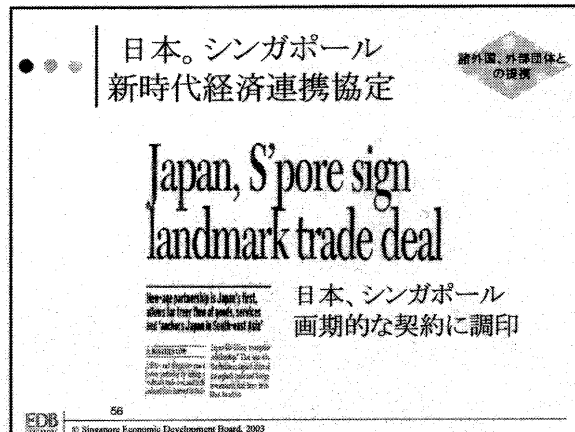 日本。シンガポール
新時代経済連携協定
諸外国、外部団体と
の提携
Japan, S'pore sign
landmark trade deal
New-age partnership is Japan's first,
allows for freer flow of goods, services
and 'anchors Japan in South-east Asia'
日本、シンガポール
画期的な契約に調印
56
EDB
© Singapore Economic Development Board, 2003